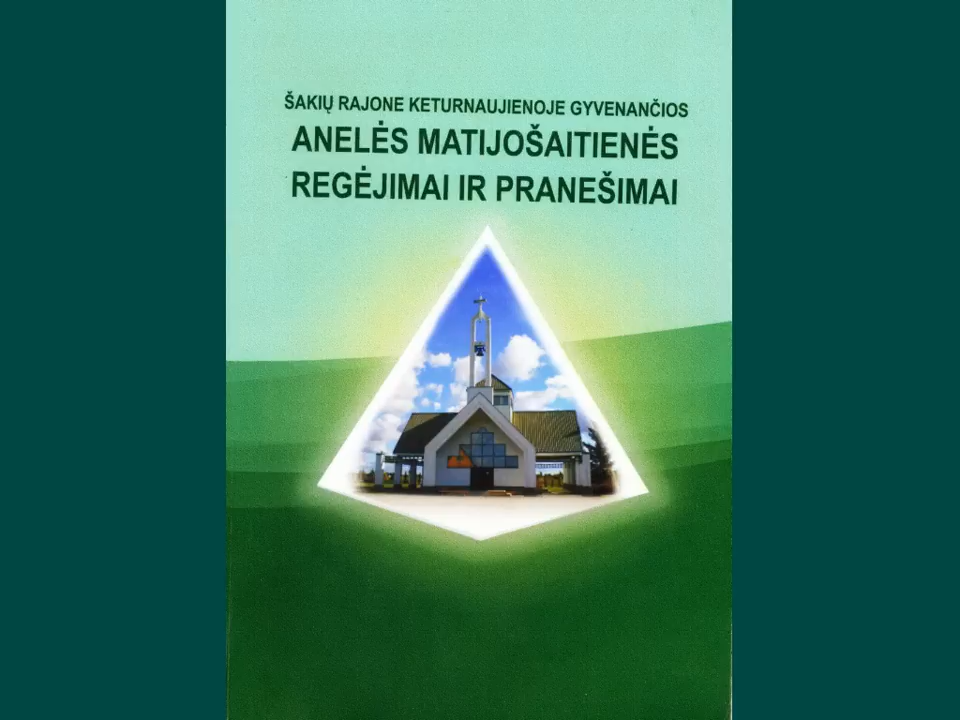 ŠAKIŲ RAJONE KETURNAUJIENOJE GYVENANČIOS
ANELĖS MATIJOŠAITIENĖS
REGĖJIMAI IR PRANEŠIMAI